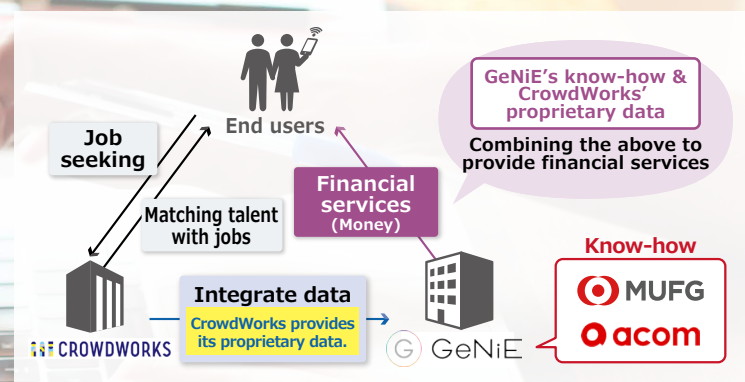 End users
GeNiE's know-how &
CrowdWorks'
proprietary data
Combining the above to
provide financial services
Job
seeking
Matching talent
with jobs
Financial
services
(Money)
Know-how
MUFG
acom
Integrate data
CrowdWorks provides
its proprietary data.
CROWDWORKS
G GeNiE